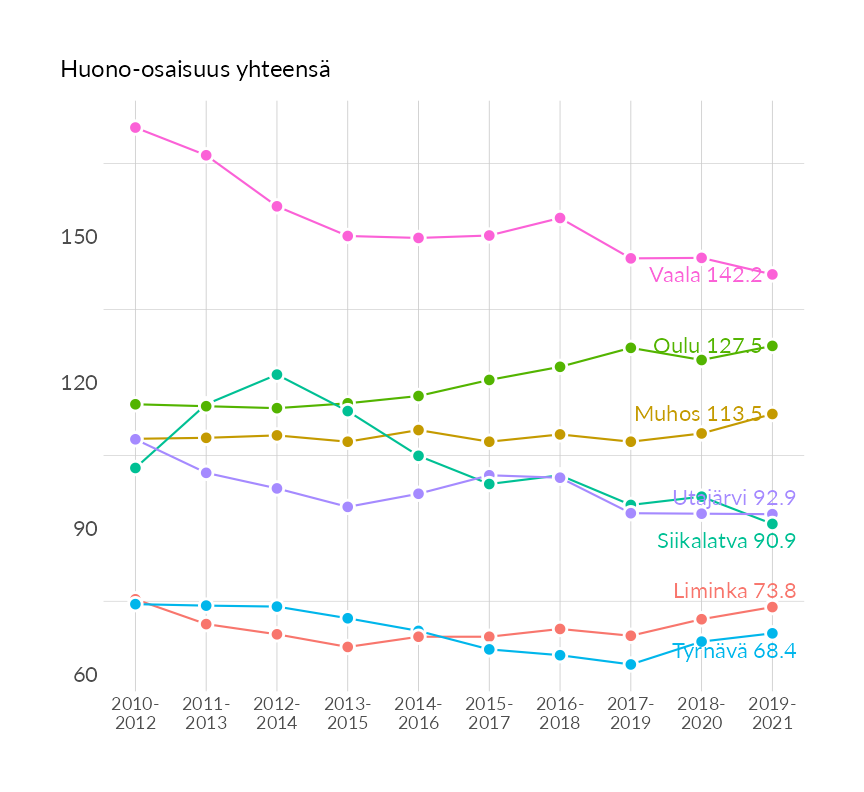 Huono-osaisuus yhteensä
150
Vaala 142.2
Oulu 127.5
120
Muhos 113.5
Utajärvi 92.9
90
Siikalatva 90.9
Liminka 73.8
Tyrnävä 68.4
60
2010- 2011- 2012- 2013- 2014- 2015- 2016- 2017- 2018- 2019-
2012 2013 2014 2015 2016 2017 2018 2019 2020 2021